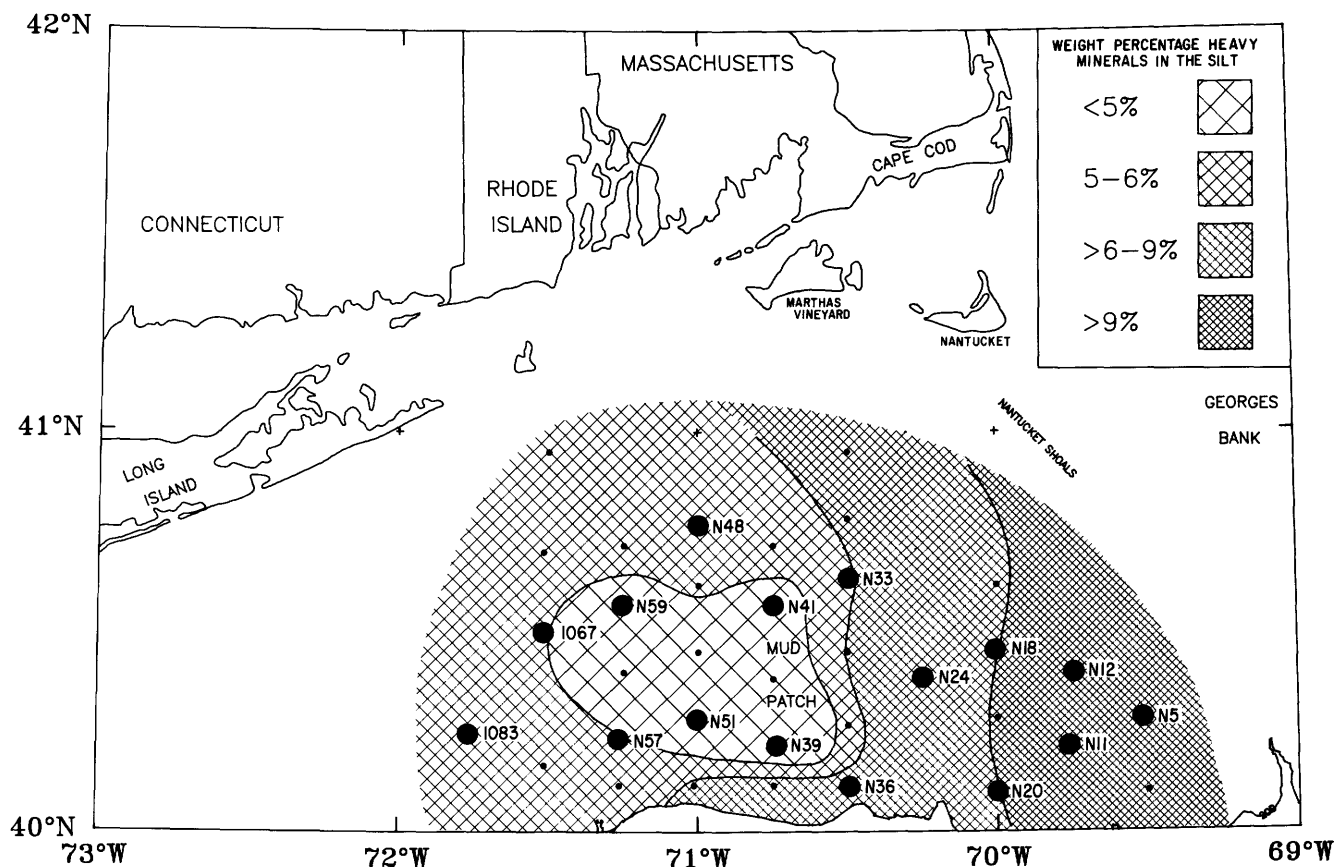 42°N
MASSACHUSETTS
WEIGHT PERCENTAGE HEAVY
MINERALS IN THE SILT
<5%
5-6%
>6-9%
>9%
CAPE COD
RHODE
ISLAND
CONNECTICUT
MARTHAS
VINEYARD
NANTUCKET
41°N
GEORGES
BANK
NANTUCKET SHOALS
LONG
ISLAND
N48
N33
N59
N41
1067
MUD
N18
N12
N24
PATCH
N51
N5
1083
N57
N39
N11
N36
N20
40°N
73°W
72°W
71°W
70°W
69°W